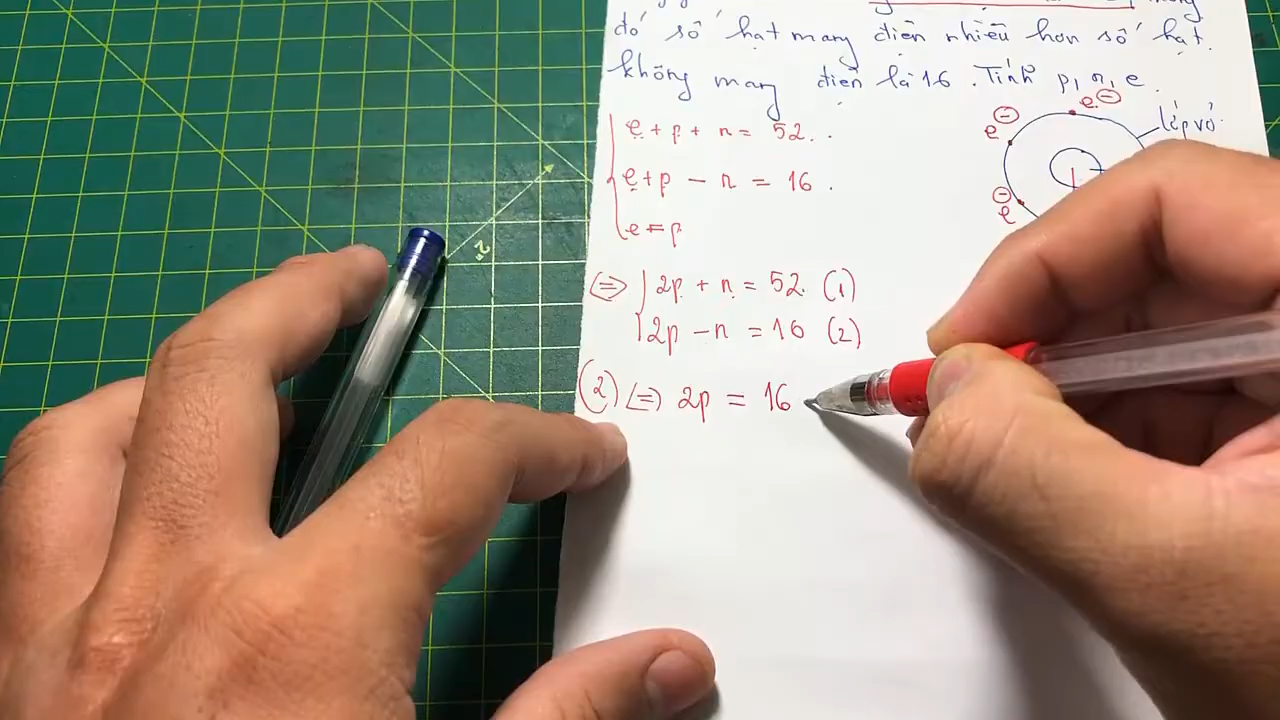 đó số hạt mang điện nhiều hơn số hạt
không mang điện là 16. Tính p, n, e.
e + p + n = 52.
e + p - n = 16.
e = p
⊖
e
e ⊖
⊖
e
lớp vỏ
⇔ 2p + n = 52 (1)
2p - n = 16 (2)
(2) ⇔ 2p = 16